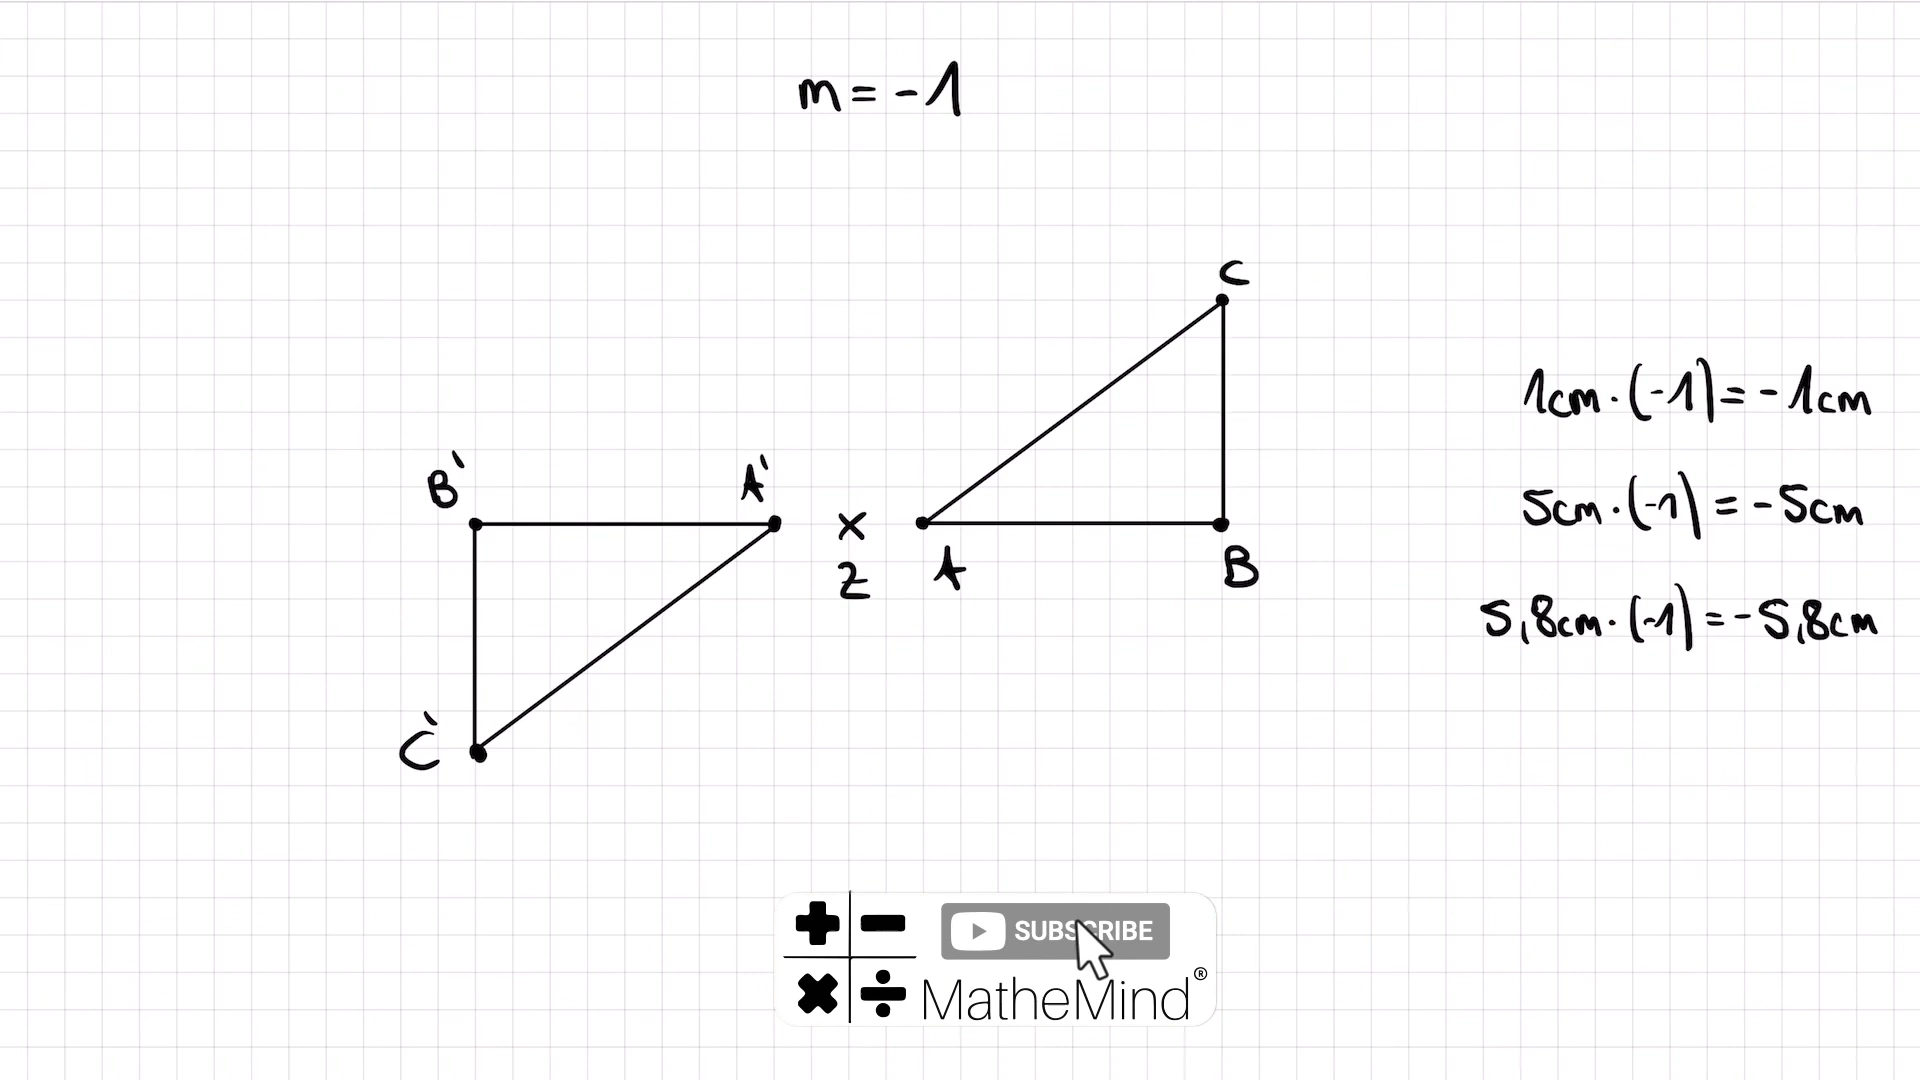 m = -1
C
B' A'
X
Z A B
C'
1cm · (-1) = -1cm
5cm · (-1) = -5cm
5,8cm · (-1) = -5,8cm
SUBSCRIBE
MatheMind®